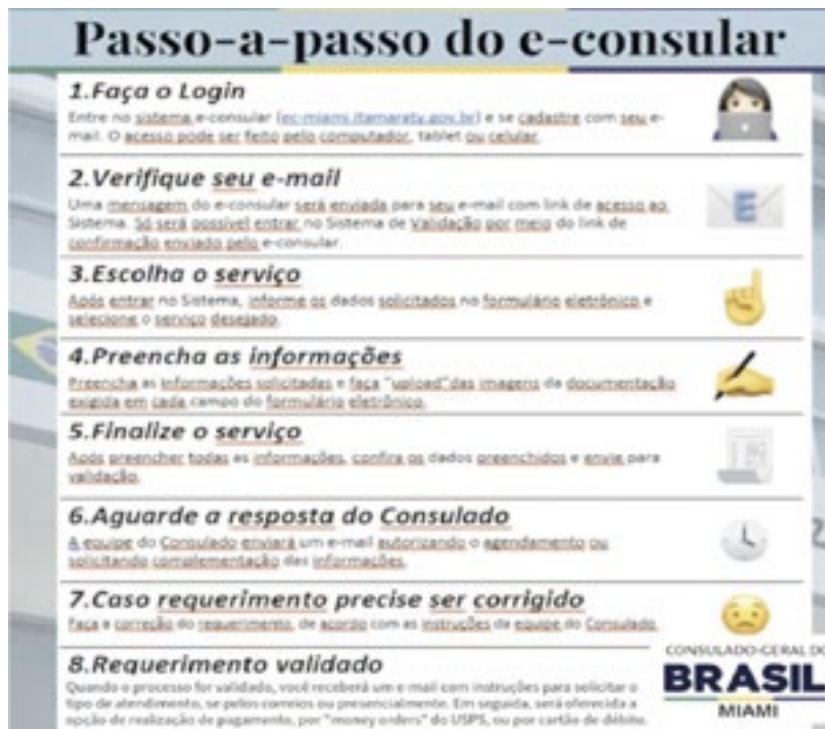 Passo-a-passo do e-consular
1.Faça o Login
Entre no sistema e-consular (ec-miami.itamaraty.gov.br) e se cadastre com seu e-
mail. O acesso pode ser feito pelo computador, tablet ou celular.
2.Verifique seu e-mail
Uma mensagem do e-consular será enviada para seu e-mail com link de acesso ao
Sistema. Só será possível entrar no Sistema de Validação por meio do link de
confirmação enviado pelo e-consular.
3.Escolha o serviço
Após entrar no Sistema, informe os dados solicitados no formulário eletrônico e
selecione o serviço desejado.
4.Preencha as informações
Preencha as Informações solicitadas e faça "upload"das imagens da documentação
exigida em cada campo do formulário eletrônico.
5.Finalize o serviço
Após preencher todas as informações, confira os dados preenchidos e envie para
validação.
6.Aguarde a resposta do Consulado
A equipe do Consulado enviará um e-mail autorizando o agendamento ou
solicitando complementação das Informações.
7.Caso requerimento precise ser corrigido
Faça a correção do requerimento, de acordo com as instruções da equipe do Consulado.
8.Requerimento validado
Quando o processo for validado, você receberá um e-mail com instruções para solicitar o
tipo de atendimento, se pelos correios ou presencialmente. Em seguida, será oferecida a
opção de realização de pagamento, por "money orders" do USPS, ou por cartão de débito.
CONSULADO-GERAL DO
BRASIL
MIAMI